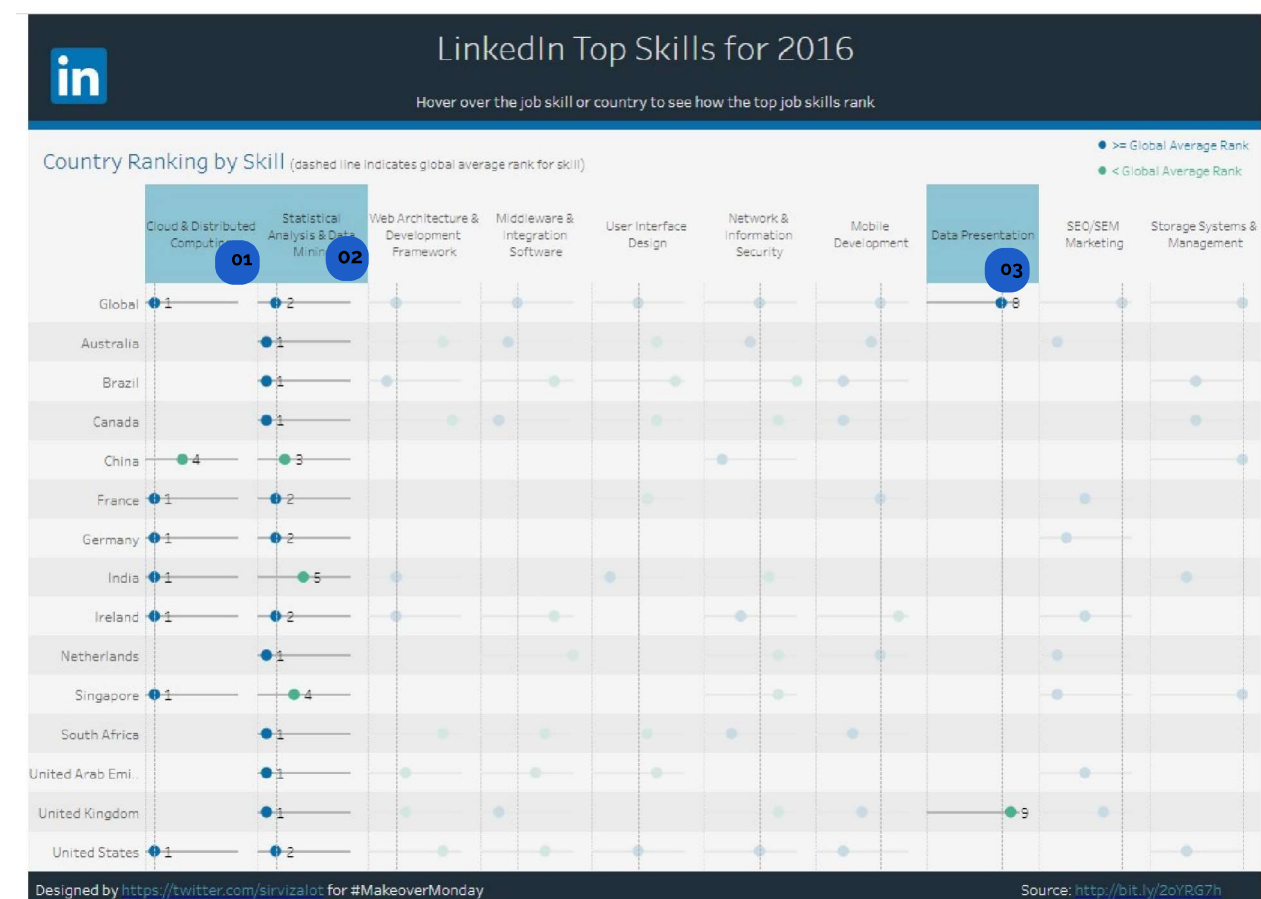 in
LinkedIn Top Skills for 2016
Hover over the job skill or country to see how the top job skills rank
Country Ranking by Skill (dashed line indicates global average rank for skill)
>= Global Average Rank
< Global Average Rank
Cloud & Distributed
Computing
01
Statistical
Analysis & Data
Mining
02
Web Architecture &
Development
Framework
Middleware &
Integration
Software
User Interface
Design
Network &
Information
Security
Mobile
Development
Data Presentation
03
SEO/SEM
Marketing
Storage Systems &
Management
Global 1 2 8
Australia 1
Brazil 1
Canada 1
China 4 3
France 1 2
Germany 1 2
India 1 5
Ireland 1 2
Netherlands 1
Singapore 1 4
South Africa 1
United Arab Emi.. 1
United Kingdom 1 9
United States 1 2
Designed by https://twitter.com/sirvizalot for #MakeoverMonday
Source: http://bit.ly/2oYRG7h